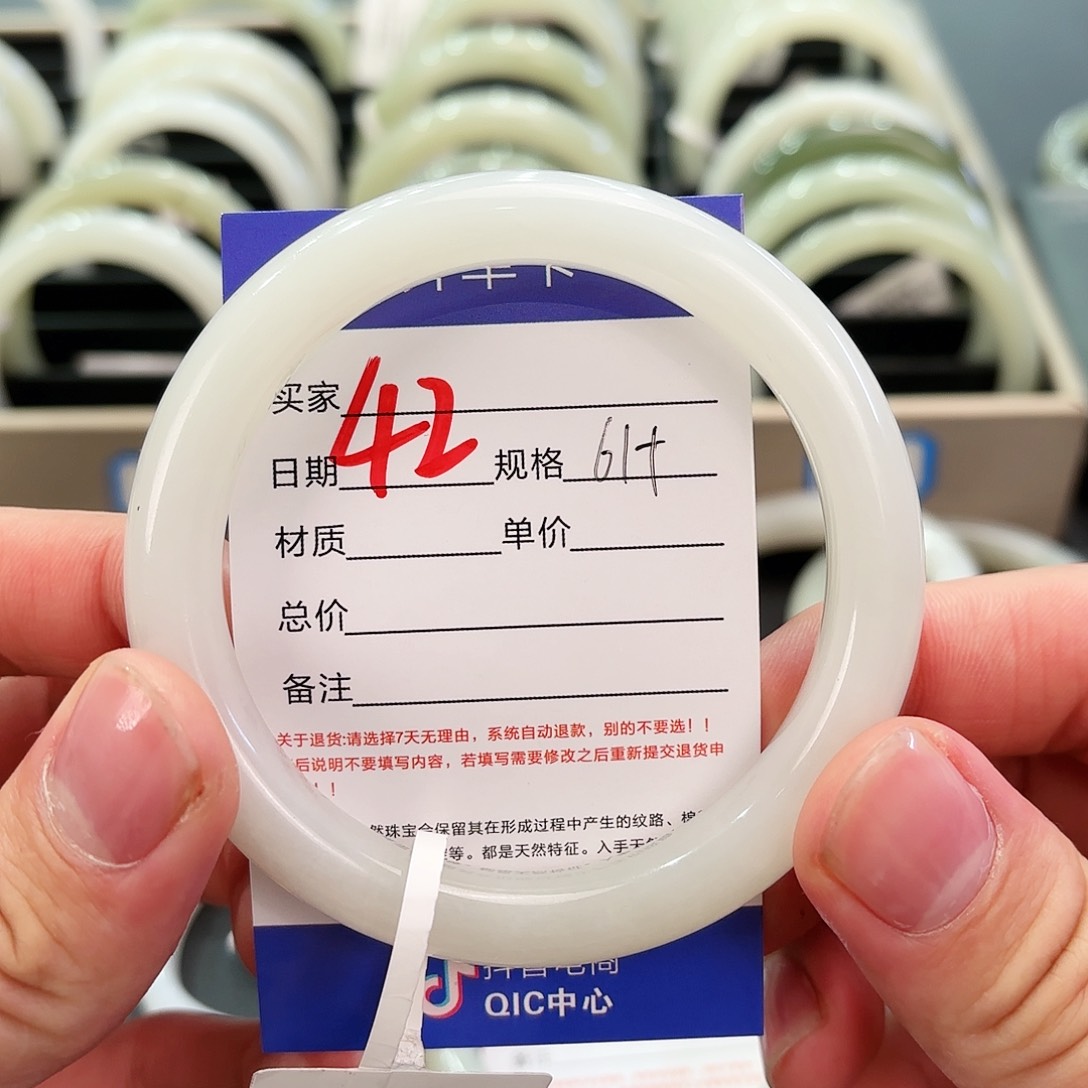 买家 42
日期 规格 61+
材质 单价
总价
备注
关于退货:请选择7天无理由，系统自动退款，别的不要选！！
后说明不要填写内容，若填写需要修改之后重新提交退货申
！！
然珠宝会保留其在形成过程中产生的纹路、棉
等。都是天然特征。入手天然
抖音电商
QIC中心